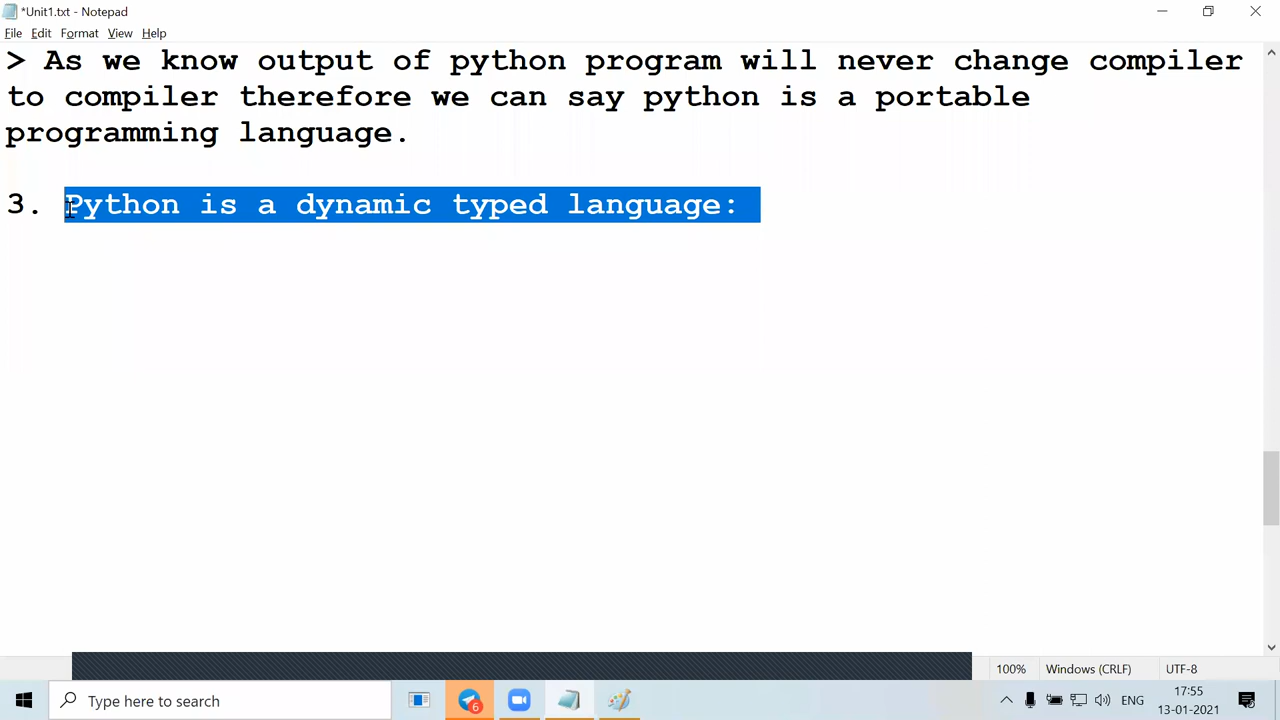 *Unit1.txt - Notepad
File Edit Format View Help
> As we know output of python program will never change compiler
to compiler therefore we can say python is a portable
programming language.
3. Python is a dynamic typed language:
100% Windows (CRLF) UTF-8
Type here to search
6
ENG
17:55
13-01-2021